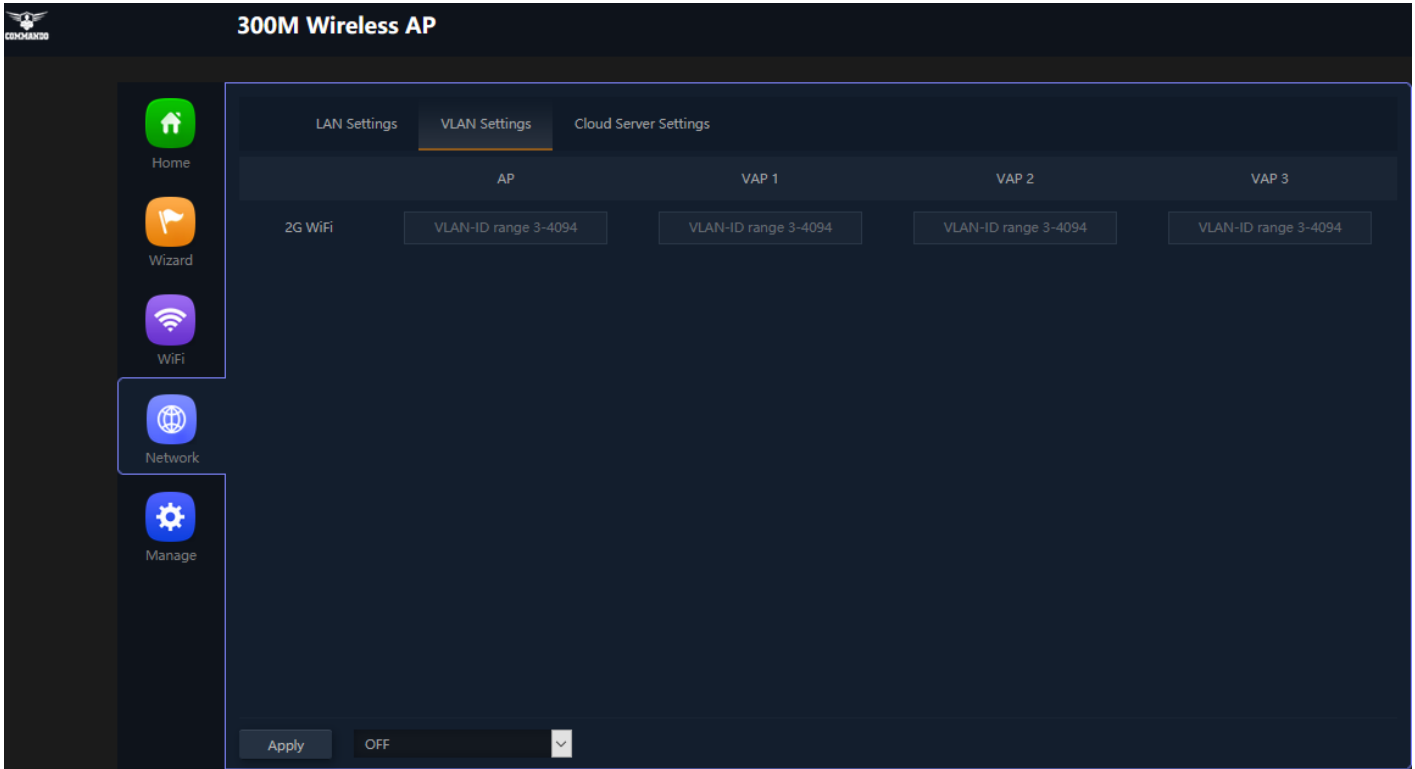 COMMANDO
300M Wireless AP
Home
Wizard
WiFi
Network
Manage
LAN Settings VLAN Settings Cloud Server Settings
AP VAP 1 VAP 2 VAP 3
2G WiFi VLAN-ID range 3-4094 VLAN-ID range 3-4094 VLAN-ID range 3-4094 VLAN-ID range 3-4094
Apply OFF